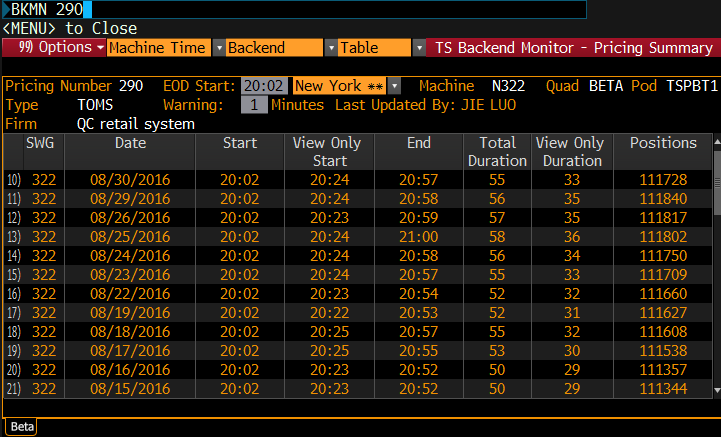 BKMN 290
<MENU> to Close
99) Options Machine Time Backend Table TS Backend Monitor - Pricing Summary
Pricing Number 290 EOD Start: 20:02 New York ** Machine N322 Quad BETA Pod TSPBT1
Type TOMS Warning: 1 Minutes Last Updated By: JIE LUO
Firm QC retail system
SWG Date Start View Only Start End Total Duration View Only Duration Positions
10) 322 08/30/2016 20:02 20:24 20:57 55 33 111728
11) 322 08/29/2016 20:02 20:24 20:58 56 35 111840
12) 322 08/26/2016 20:02 20:23 20:59 57 35 111817
13) 322 08/25/2016 20:02 20:24 21:00 58 36 111802
14) 322 08/24/2016 20:02 20:24 20:58 56 34 111750
15) 322 08/23/2016 20:02 20:24 20:57 55 33 111709
16) 322 08/22/2016 20:02 20:23 20:54 52 32 111660
17) 322 08/19/2016 20:02 20:22 20:53 52 31 111627
18) 322 08/18/2016 20:02 20:25 20:57 55 32 111608
19) 322 08/17/2016 20:02 20:25 20:55 53 30 111538
20) 322 08/16/2016 20:02 20:23 20:52 50 29 111357
21) 322 08/15/2016 20:02 20:23 20:52 50 29 111344
Beta